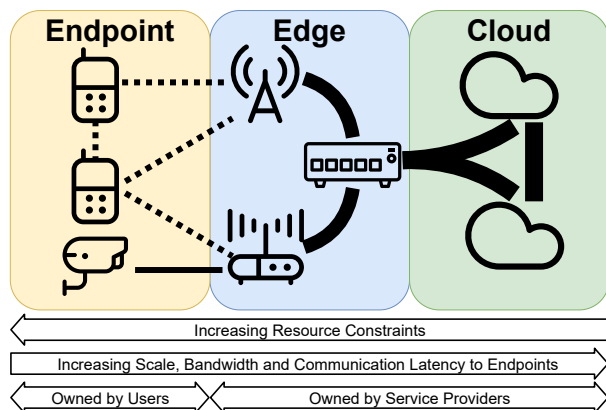 Endpoint
Edge
Cloud
Increasing Resource Constraints
Increasing Scale, Bandwidth and Communication Latency to Endpoints
Owned by Users
Owned by Service Providers